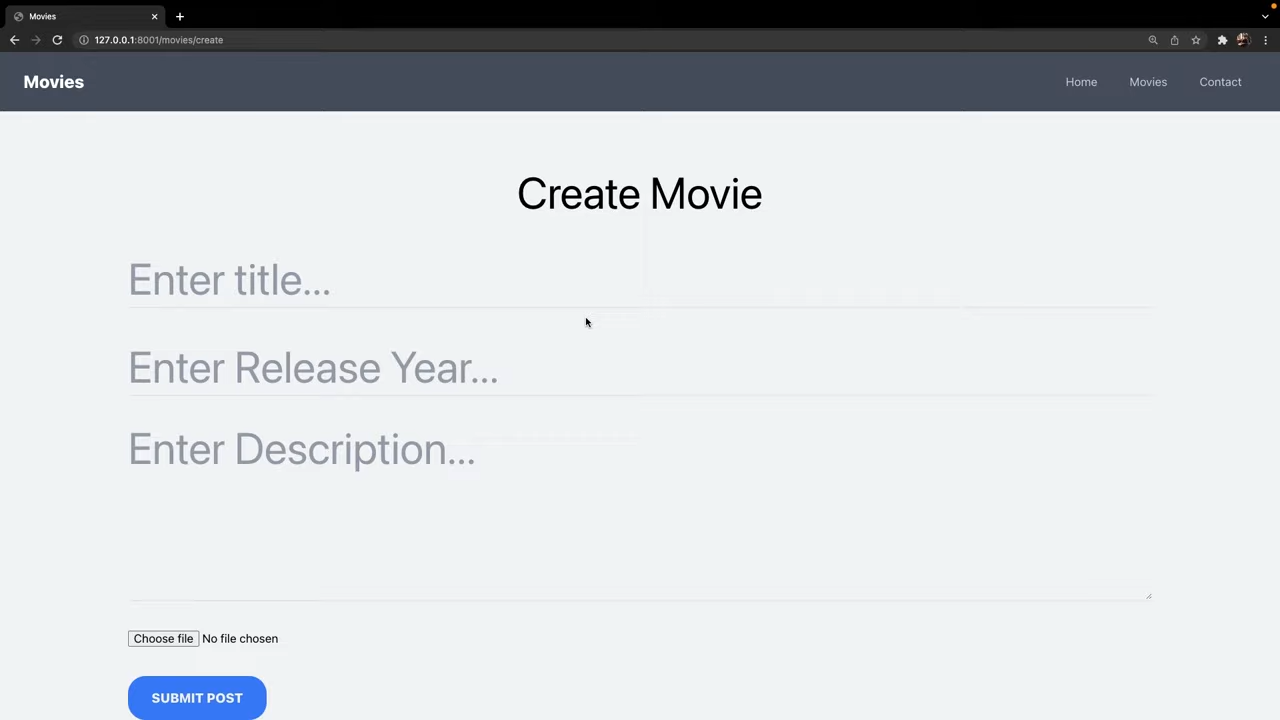 Movies
127.0.0.1:8001/movies/create
Movies
Home
Movies
Contact
Create Movie
Enter title...
Enter Release Year...
Enter Description...
Choose file No file chosen
SUBMIT POST